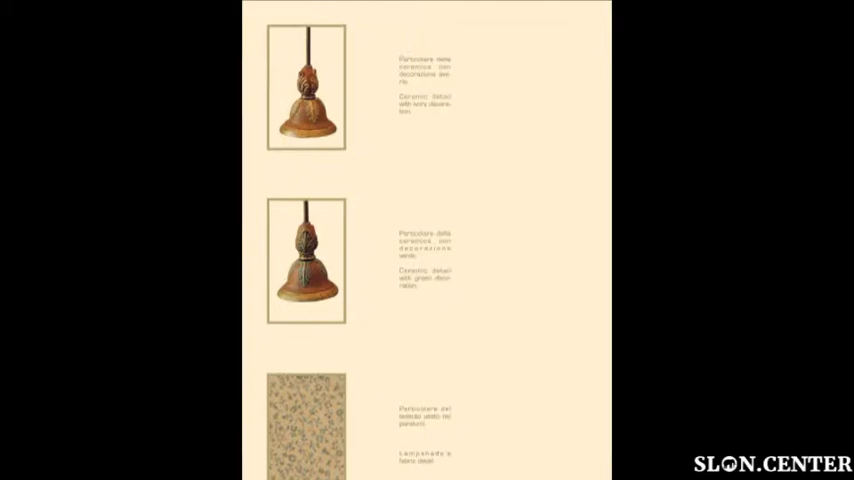 Particolare della
ceramica con
decorazione avo-
rio.
Ceramic detail
with ivory decora-
tion.
Particolare della
ceramica con
decorazione
verde.
Ceramic detail
with green deco-
ration.
Particolare del
tessuto usato nei
paralumi.
Lampshade's
fabric detail.
SLON.CENTER